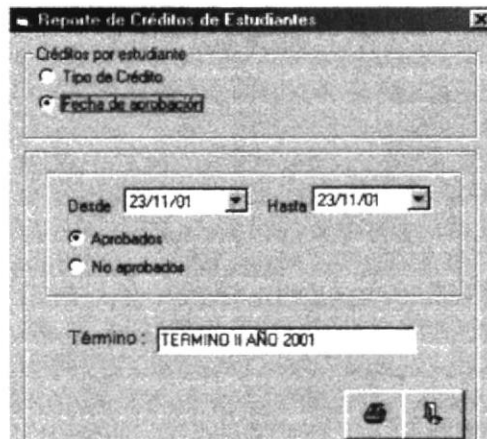 Reporte de Créditos de Estudiantes
Créditos por estudiante
Tipo de Crédito
Fecha de aprobación
Desde 23/11/01 Hasta 23/11/01
Aprobados
No aprobados
Término : TERMINO II AÑO 2001